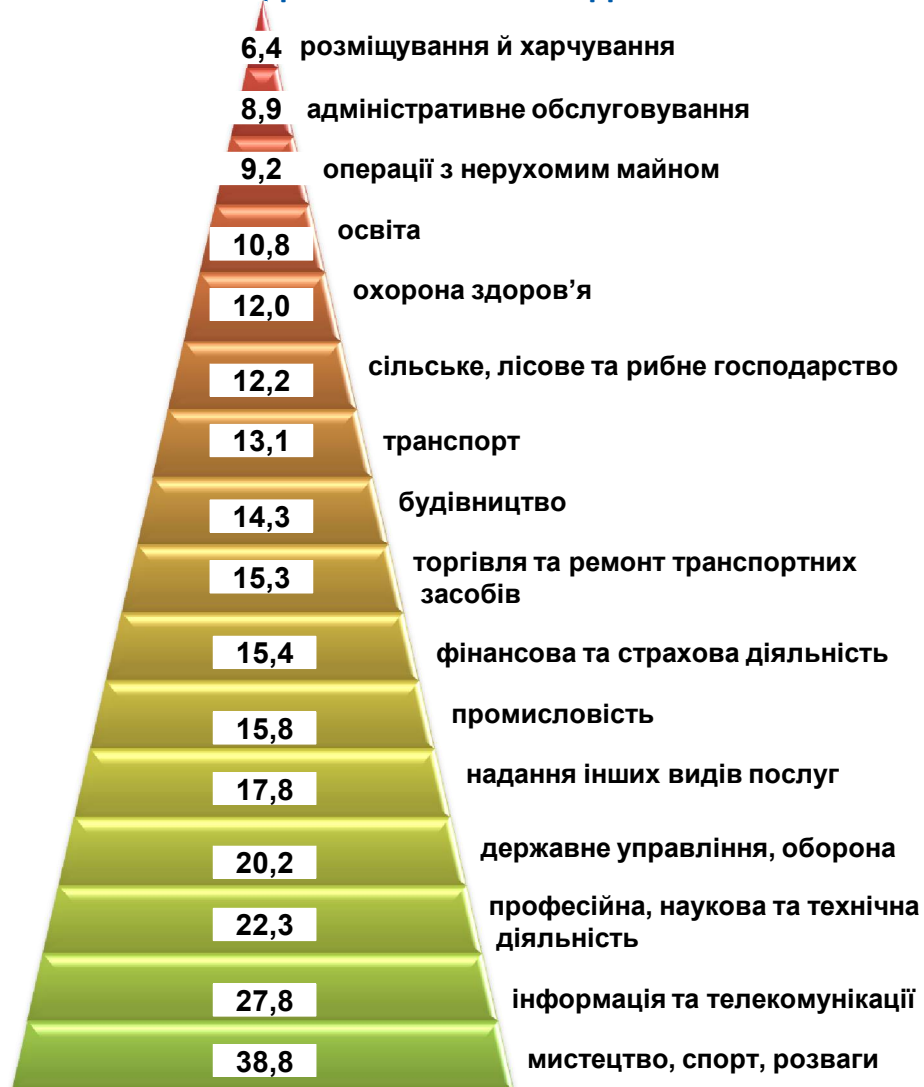 6,4 розміщування й харчування
8,9 адміністративне обслуговування
9,2 операції з нерухомим майном
10,8 освіта
12,0 охорона здоров’я
12,2 сільське, лісове та рибне господарство
13,1 транспорт
14,3 будівництво
15,3 торгівля та ремонт транспортних
засобів
15,4 фінансова та страхова діяльність
15,8 промисловість
17,8 надання інших видів послуг
20,2 державне управління, оборона
22,3 професійна, наукова та технічна
діяльність
27,8 інформація та телекомунікації
38,8 мистецтво, спорт, розваги